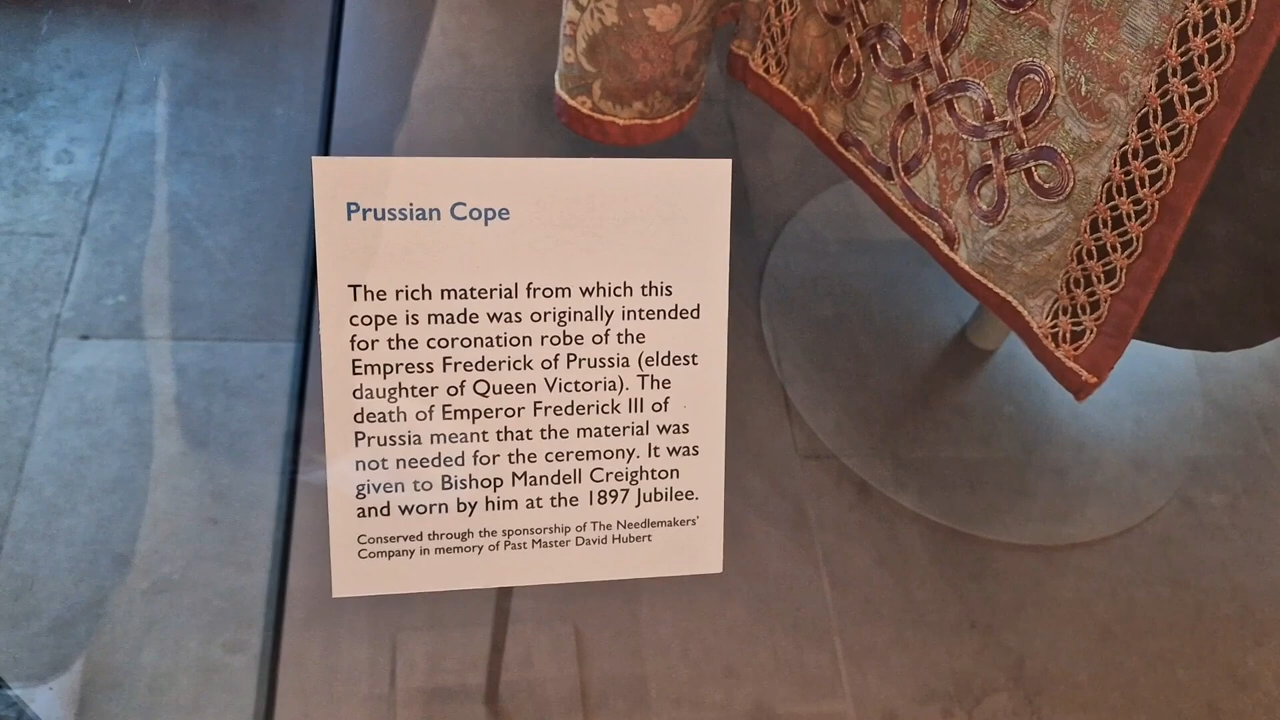 Prussian Cope
The rich material from which this
cope is made was originally intended
for the coronation robe of the
Empress Frederick of Prussia (eldest
daughter of Queen Victoria). The
death of Emperor Frederick III of
Prussia meant that the material was
not needed for the ceremony. It was
given to Bishop Mandell Creighton
and worn by him at the 1897 Jubilee.
Conserved through the sponsorship of The Needlemakers'
Company in memory of Past Master David Hubert